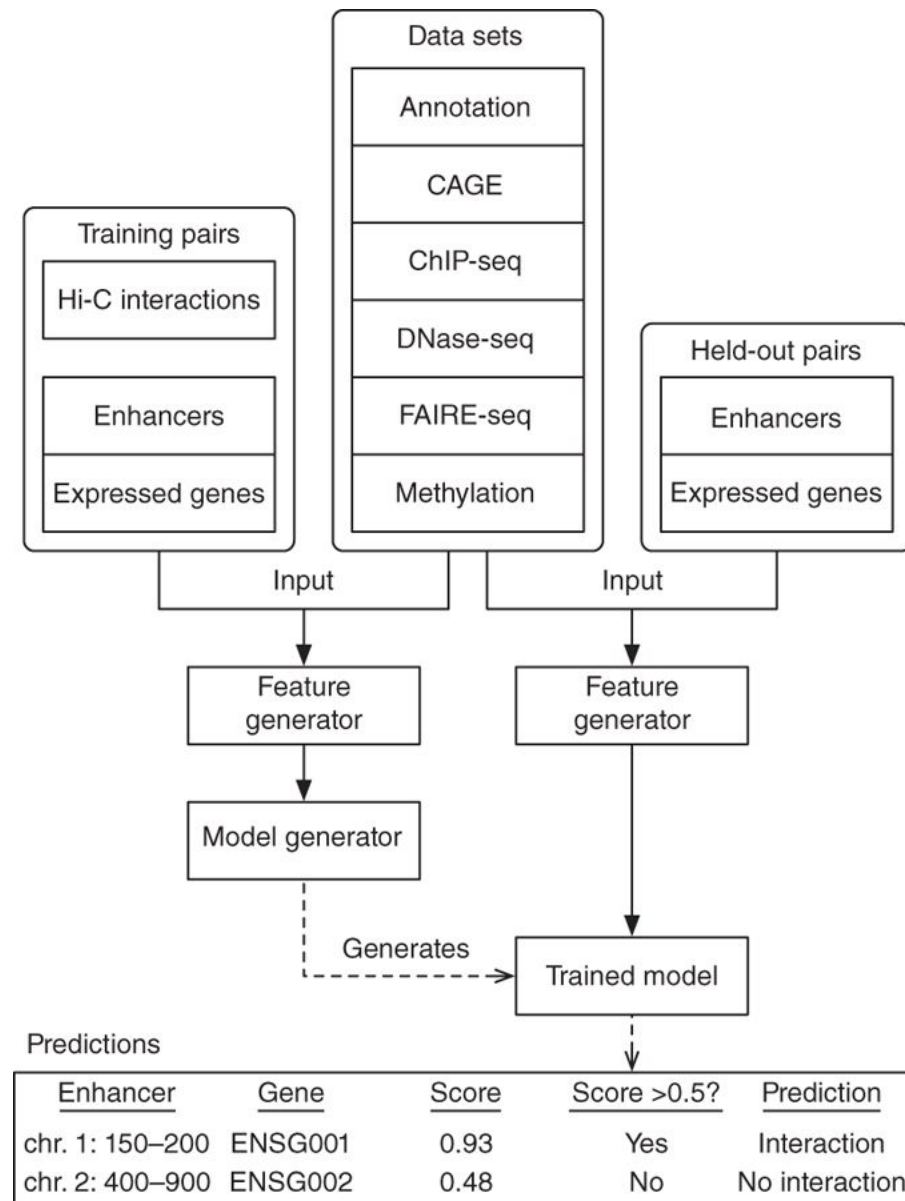 Data sets
Annotation
CAGE
ChIP-seq
DNase-seq
FAIRE-seq
Methylation
Training pairs
Hi-C interactions
Enhancers
Expressed genes
Held-out pairs
Enhancers
Expressed genes
Input
Input
Feature
generator
Feature
generator
Model generator
Generates
Trained model
Predictions
Enhancer Gene Score Score >0.5? Prediction
chr. 1: 150–200 ENSG001 0.93 Yes Interaction
chr. 2: 400–900 ENSG002 0.48 No No interaction